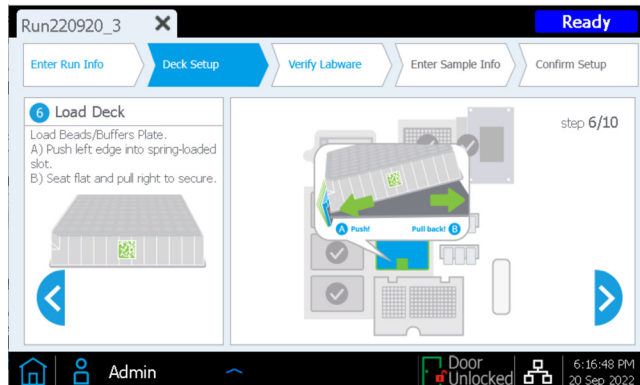 Run220920_3
Ready
Enter Run Info
Deck Setup
Verify Labware
Enter Sample Info
Confirm Setup
6 Load Deck
Load Beads/Buffers Plate.
A) Push left edge into spring-loaded
slot.
B) Seat flat and pull right to secure.
step 6/10
A Push!
Pull back! B
Admin
Door
Unlocked
6:16:48 PM
20 Sep 2022